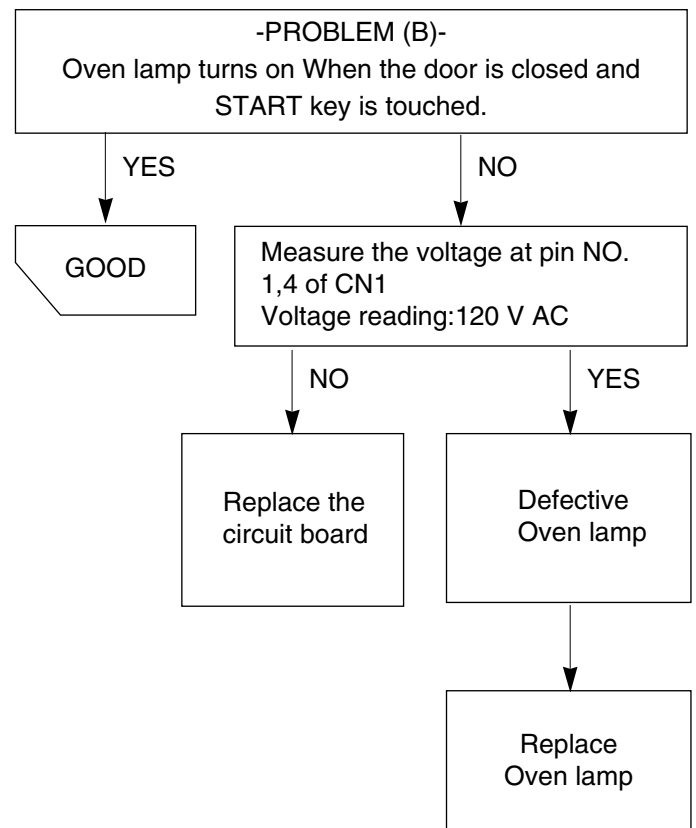 -PROBLEM (B)-
Oven lamp turns on When the door is closed and
START key is touched.
YES
NO
GOOD
Measure the voltage at pin NO.
1,4 of CN1
Voltage reading:120 V AC
NO
YES
Replace the
circuit board
Defective
Oven lamp
Replace
Oven lamp